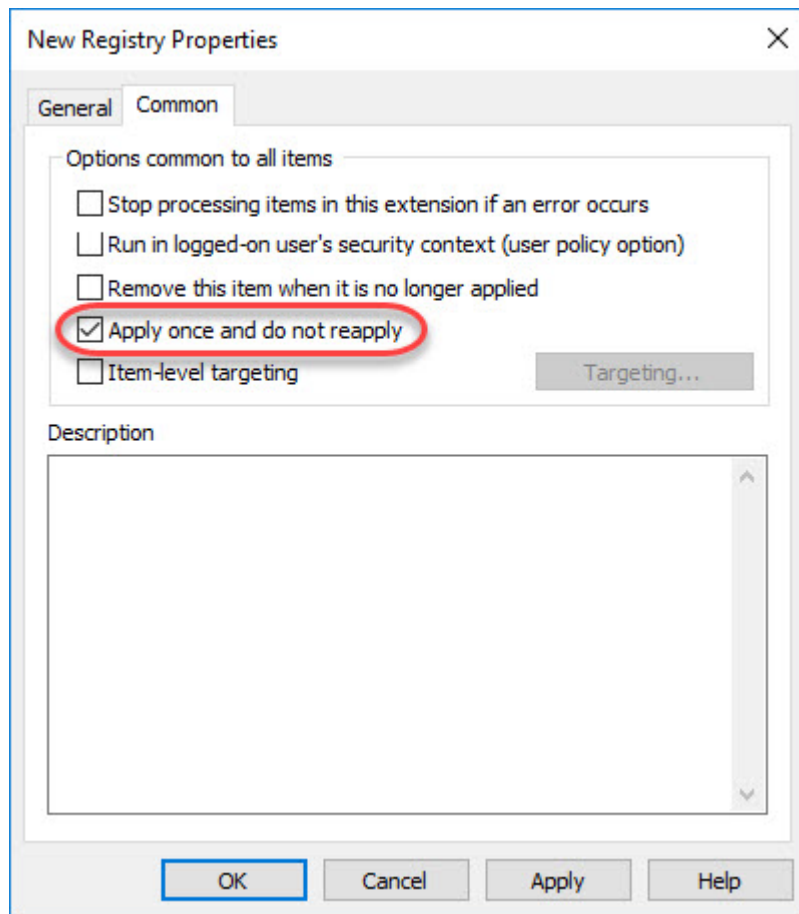 New Registry Properties
General
Common
Options common to all items
Stop processing items in this extension if an error occurs
Run in logged-on user's security context (user policy option)
Remove this item when it is no longer applied
Apply once and do not reapply
Item-level targeting
Targeting...
Description
OK
Cancel
Apply
Help